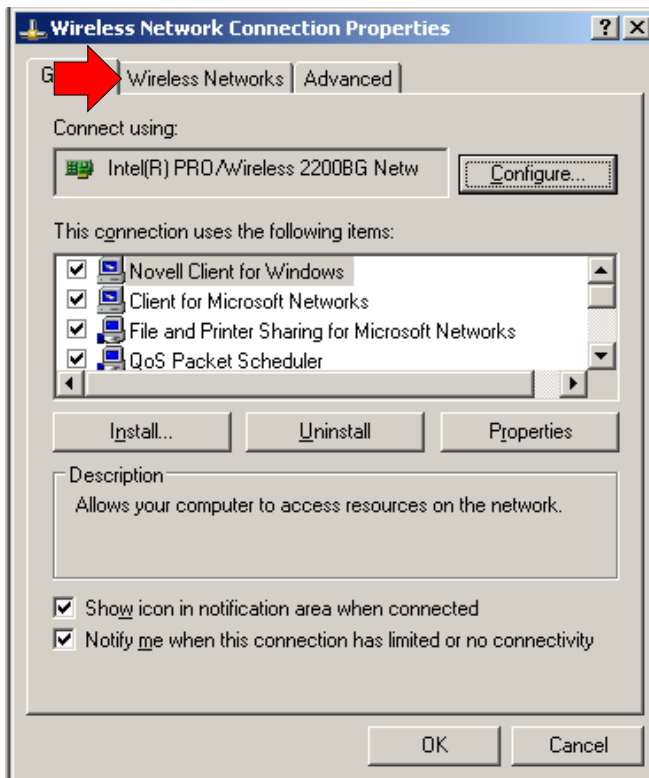 Wireless Network Connection Properties
Wireless Networks
Advanced
Connect using:
Intel(R) PRO/Wireless 2200BG Netw
Configure...
This connection uses the following items:
Novell Client for Windows
Client for Microsoft Networks
File and Printer Sharing for Microsoft Networks
QoS Packet Scheduler
Install...
Uninstall
Properties
Description
Allows your computer to access resources on the network.
Show icon in notification area when connected
Notify me when this connection has limited or no connectivity
OK
Cancel